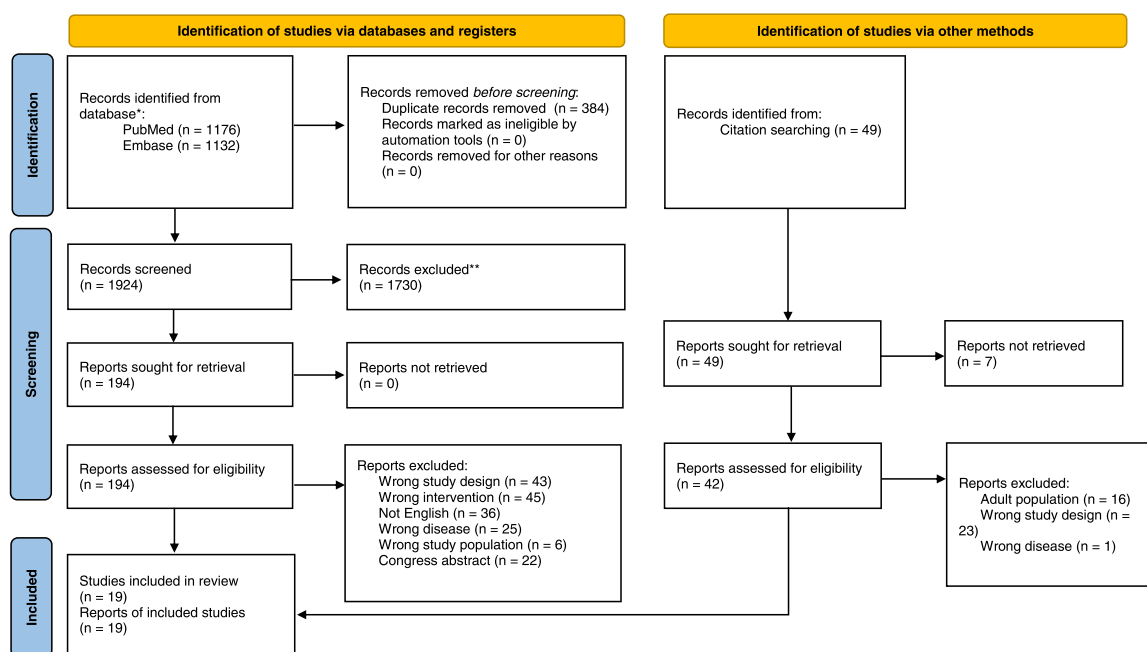 Identification of studies via databases and registers
Identification of studies via other methods
Identification
Records identified from
database*:
PubMed (n = 1176)
Embase (n = 1132)
Records removed before screening:
Duplicate records removed (n = 384)
Records marked as ineligible by
automation tools (n = 0)
Records removed for other reasons
(n = 0)
Records identified from:
Citation searching (n = 49)
Screening
Records screened
(n = 1924)
Records excluded**
(n = 1730)
Reports sought for retrieval
(n = 194)
Reports not retrieved
(n = 0)
Reports sought for retrieval
(n = 49)
Reports not retrieved
(n = 7)
Reports assessed for eligibility
(n = 194)
Reports excluded:
Wrong study design (n = 43)
Wrong intervention (n = 45)
Not English (n = 36)
Wrong disease (n = 25)
Wrong study population (n = 6)
Congress abstract (n = 22)
Reports assessed for eligibility
(n = 42)
Reports excluded:
Adult population (n = 16)
Wrong study design (n =
23)
Wrong disease (n = 1)
Included
Studies included in review
(n = 19)
Reports of included studies
(n = 19)